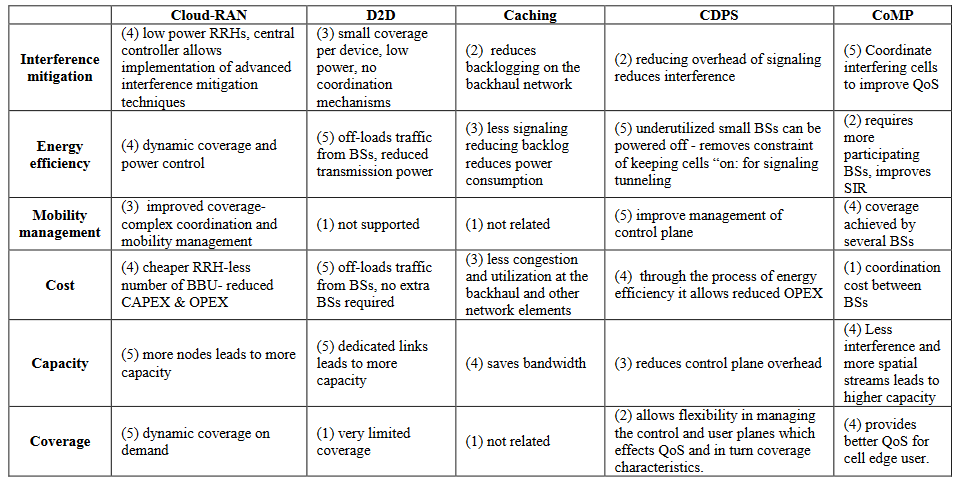 Cloud-RAN D2D Caching CDPS CoMP
Interference
mitigation
(4) low power RRHs, central
controller allows
implementation of advanced
interference mitigation
techniques
(3) small coverage
per device, low
power, no
coordination
mechanisms
(2) reduces
backlogging on the
backhaul network
(2) reducing overhead of signaling
reduces interference
(5) Coordinate
interfering cells
to improve QoS
Energy
efficiency
(4) dynamic coverage and
power control
(5) off-loads traffic
from BSs, reduced
transmission power
(3) less signaling
reducing backlog
reduces power
consumption
(5) underutilized small BSs can be
powered off - removes constraint
of keeping cells “on: for signaling
tunneling
(2) requires
more
participating
BSs, improves
SIR
Mobility
management
(3) improved coverage-
complex coordination and
mobility management
(1) not supported
(1) not related
(5) improve management of
control plane
(4) coverage
achieved by
several BSs
Cost
(4) cheaper RRH-less
number of BBU- reduced
CAPEX & OPEX
(5) off-loads traffic
from BSs, no extra
BSs required
(3) less congestion
and utilization at the
backhaul and other
network elements
(4) through the process of energy
efficiency it allows reduced OPEX
(1) coordination
cost between
BSs
Capacity
(5) more nodes leads to more
capacity
(5) dedicated links
leads to more
capacity
(4) saves bandwidth
(3) reduces control plane overhead
(4) Less
interference and
more spatial
streams leads to
higher capacity
Coverage
(5) dynamic coverage on
demand
(1) very limited
coverage
(1) not related
(2) allows flexibility in managing
the control and user planes which
effects QoS and in turn coverage
characteristics.
(4) provides
better QoS for
cell edge user.